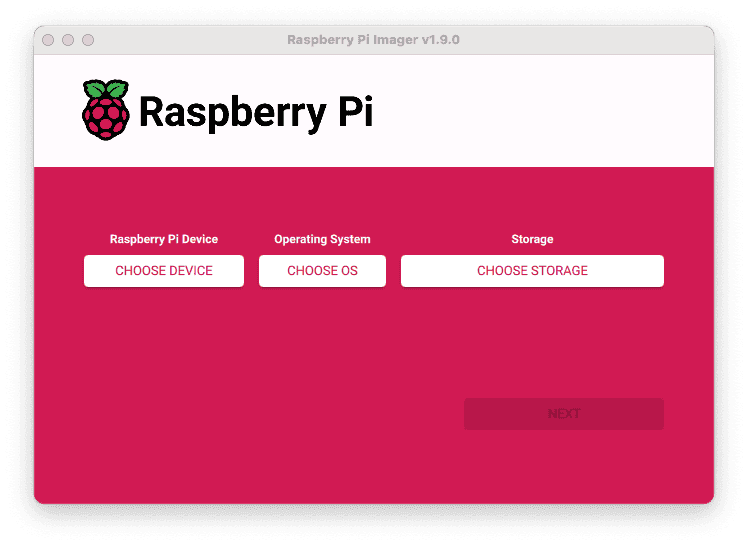 Raspberry Pi Imager v1.9.0
Raspberry Pi
Raspberry Pi Device Operating System Storage
CHOOSE DEVICE CHOOSE OS CHOOSE STORAGE
NEXT